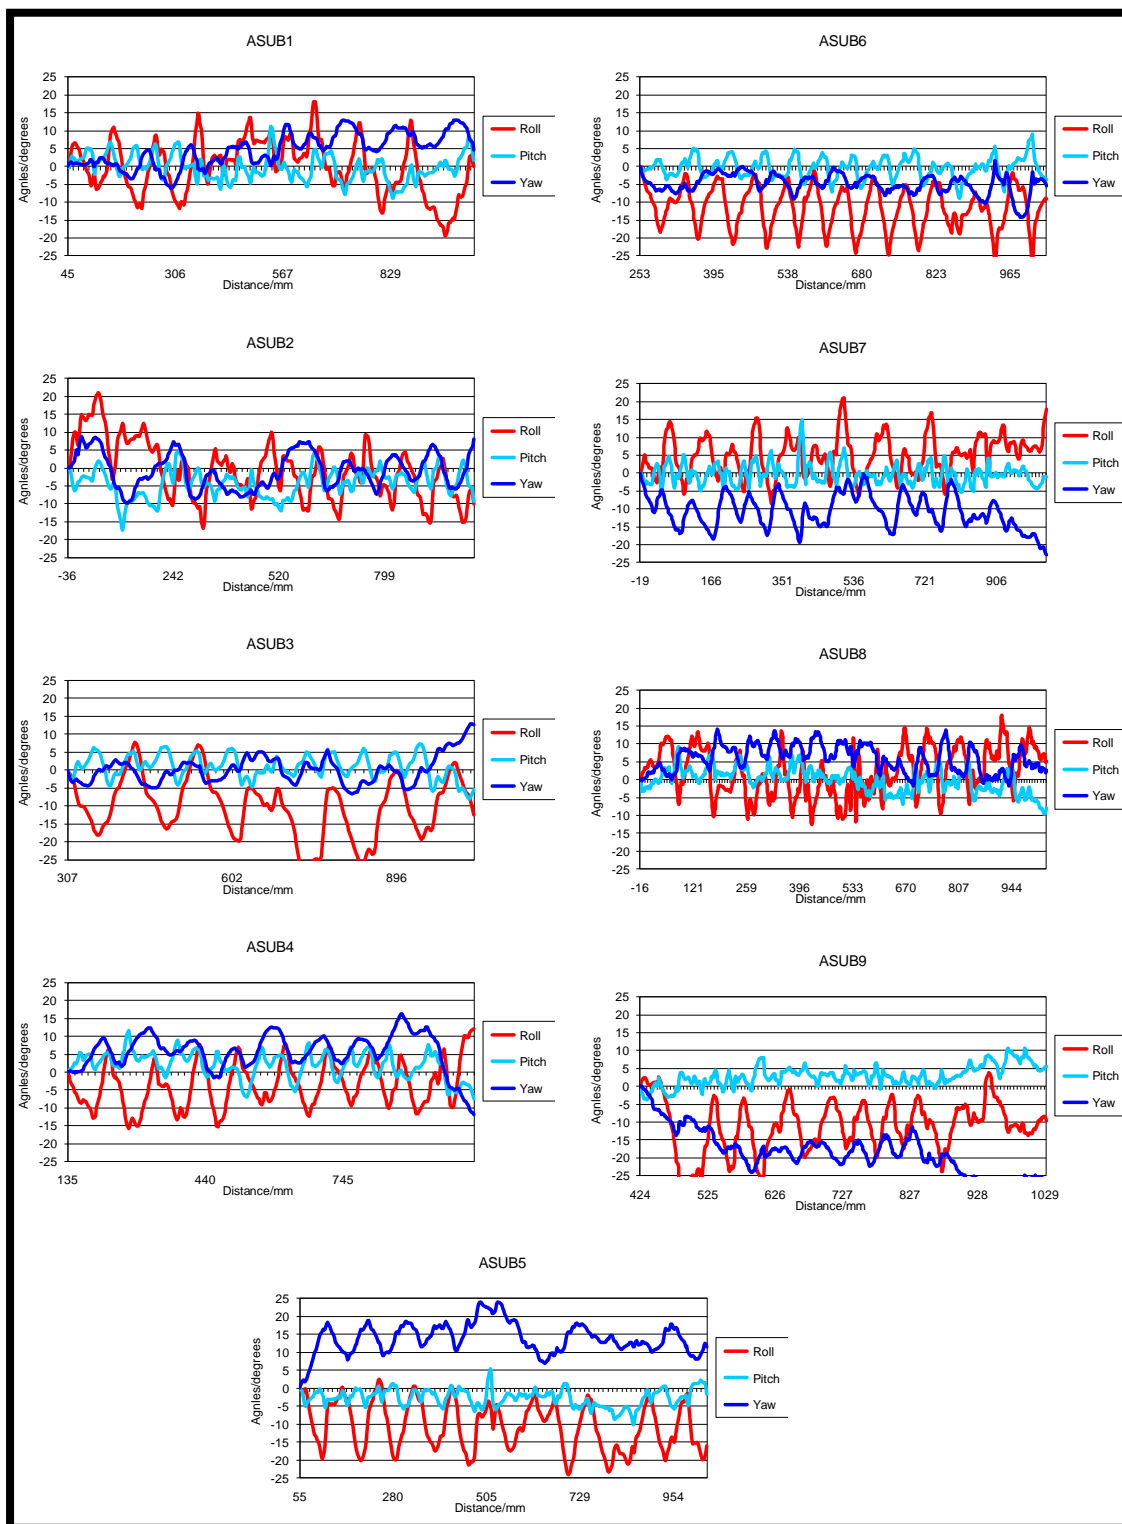 ASUB1
Agnles/degrees
25
20
15
10
5
0
-5
-10
-15
-20
-25
45 306 567 829
Distance/mm
Roll
Pitch
Yaw
ASUB6
Agnles/degrees
25
20
15
10
5
0
-5
-10
-15
-20
-25
253 395 538 680 823 965
Distance/mm
Roll
Pitch
Yaw
ASUB2
Agnles/degrees
25
20
15
10
5
0
-5
-10
-15
-20
-25
-36 242 520 799
Distance/mm
Roll
Pitch
Yaw
ASUB7
Agnles/degrees
25
20
15
10
5
0
-5
-10
-15
-20
-25
-19 166 351 536 721 906
Distance/mm
Roll
Pitch
Yaw
ASUB3
Agnles/degrees
25
20
15
10
5
0
-5
-10
-15
-20
-25
307 602 896
Distance/mm
Roll
Pitch
Yaw
ASUB8
Agnles/degrees
25
20
15
10
5
0
-5
-10
-15
-20
-25
-16 121 259 396 533 670 807 944
Distance/mm
Roll
Pitch
Yaw
ASUB4
Agnles/degrees
25
20
15
10
5
0
-5
-10
-15
-20
-25
135 440 745
Distance/mm
Roll
Pitch
Yaw
ASUB9
Agnles/degrees
25
20
15
10
5
0
-5
-10
-15
-20
-25
424 525 626 727 827 928 1029
Distance/mm
Roll
Pitch
Yaw
ASUB5
Agnles/degrees
25
20
15
10
5
0
-5
-10
-15
-20
-25
55 280 505 729 954
Distance/mm
Roll
Pitch
Yaw